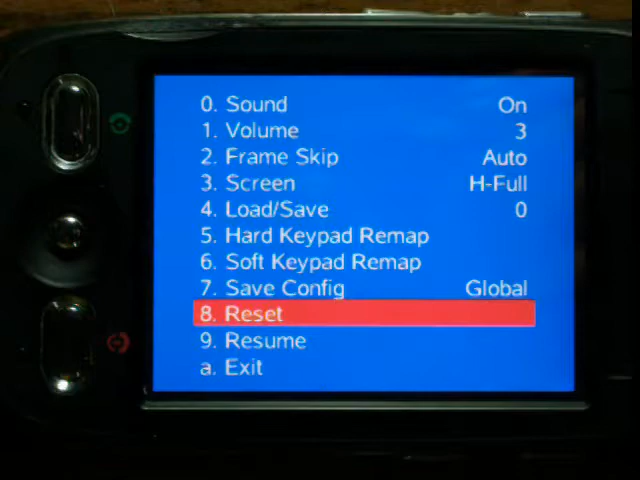 0. Sound On
1. Volume 3
2. Frame Skip Auto
3. Screen H-Full
4. Load/Save 0
5. Hard Keypad Remap
6. Soft Keypad Remap
7. Save Config Global
8. Reset
9. Resume
a. Exit